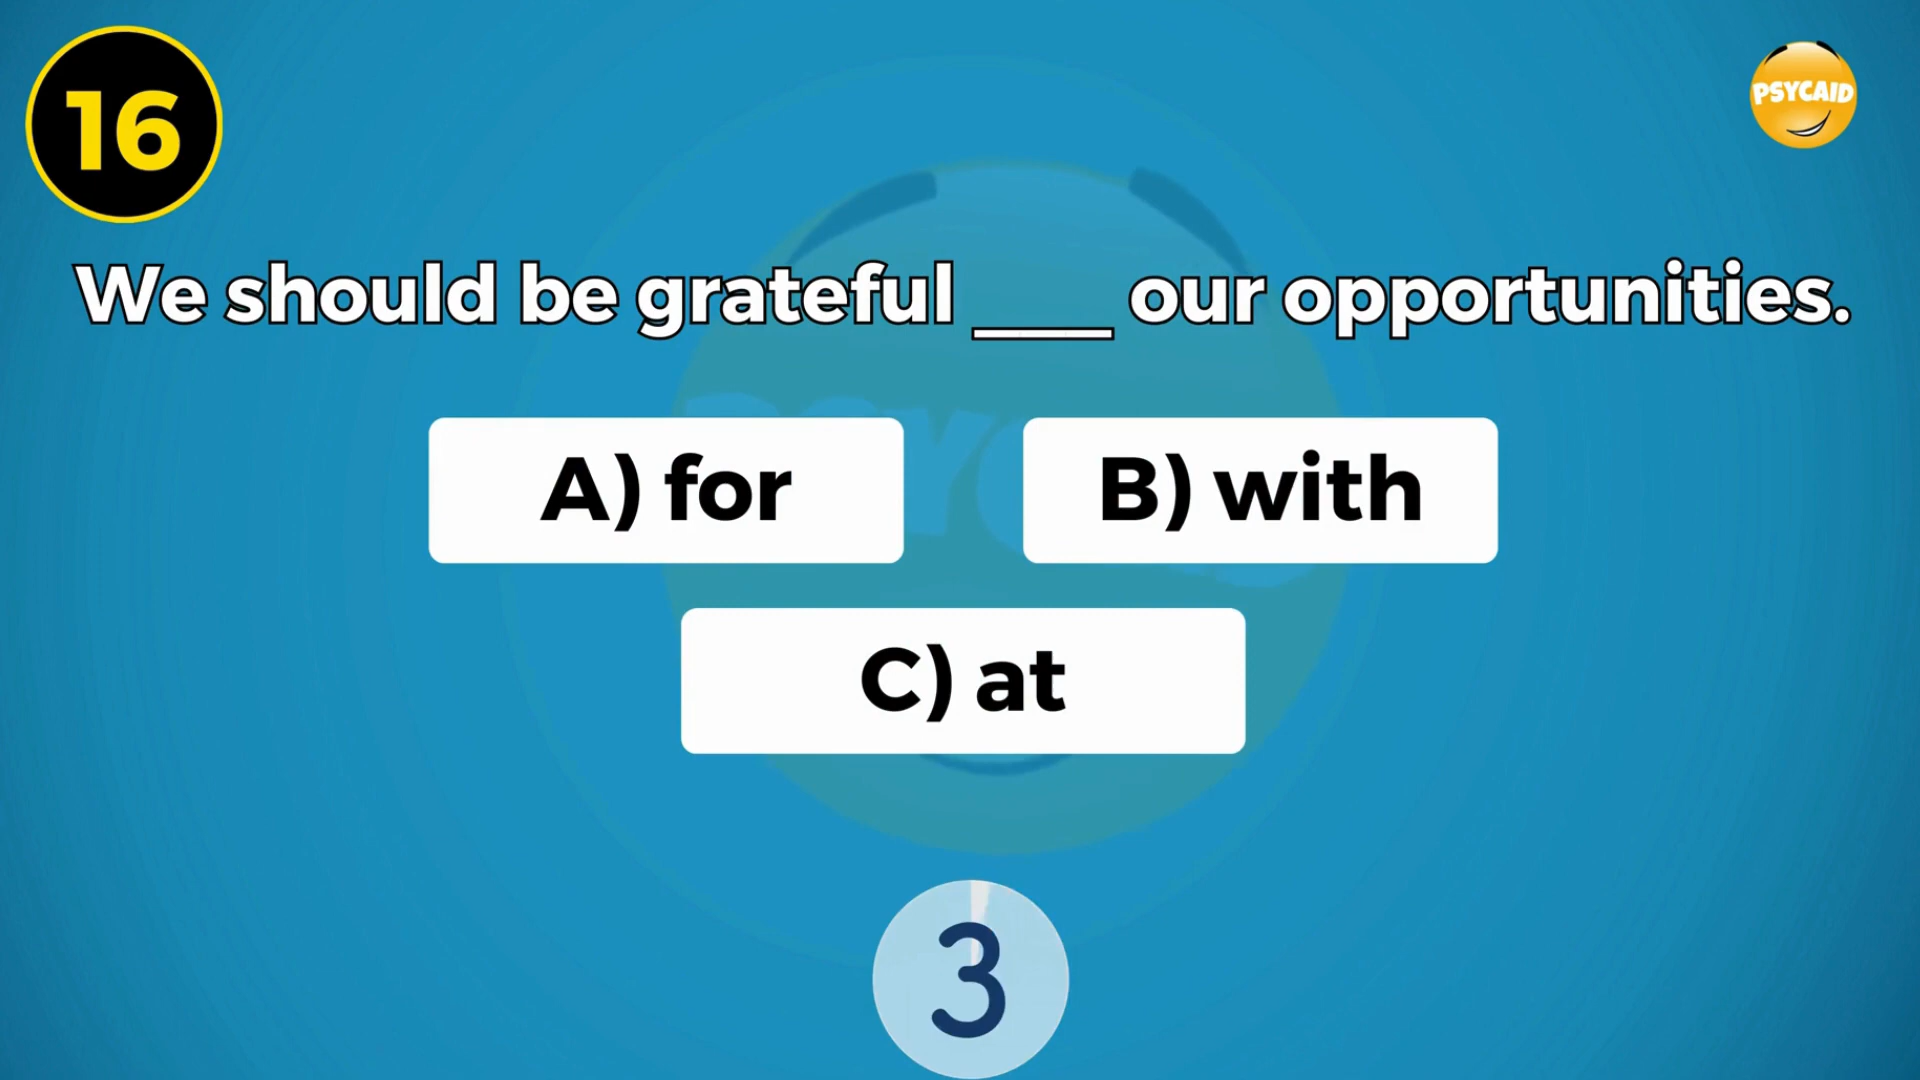 16
PSYCAID
We should be grateful ___ our opportunities.
A) for
B) with
C) at
3